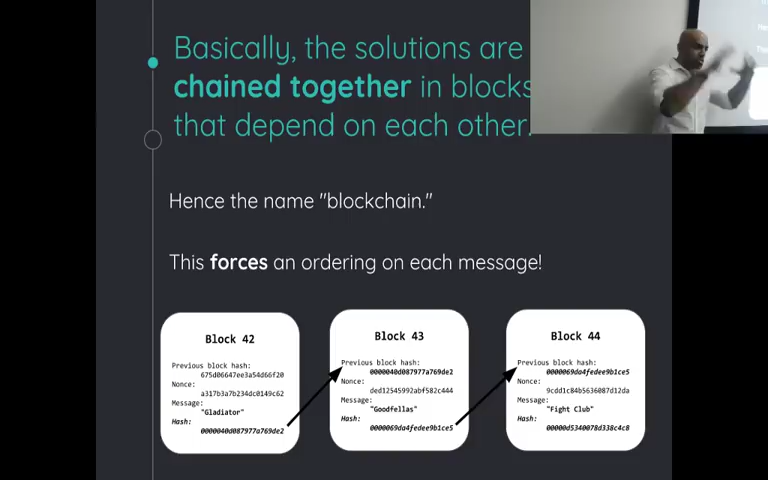 Basically, the solutions are
chained together in blocks
that depend on each other.
Hence the name "blockchain."
This forces an ordering on each message!
Block 42
Previous block hash:
675d06647ee3a54d66f20
Nonce:
a317b3a7b234dc0149c62
Message:
"Gladiator"
Hash:
0000040d087977a769de2
Block 43
Previous block hash:
0000040d087977a769de2
Nonce:
ded12545992abf582c444
Message:
"Goodfellas"
Hash:
0000069da4fedee9b1ce5
Block 44
Previous block hash:
0000069da4fedee9b1ce5
Nonce:
9cdd1c84b5636087d12da
Message:
"Fight Club"
Hash:
00000d5340078d338c4c8